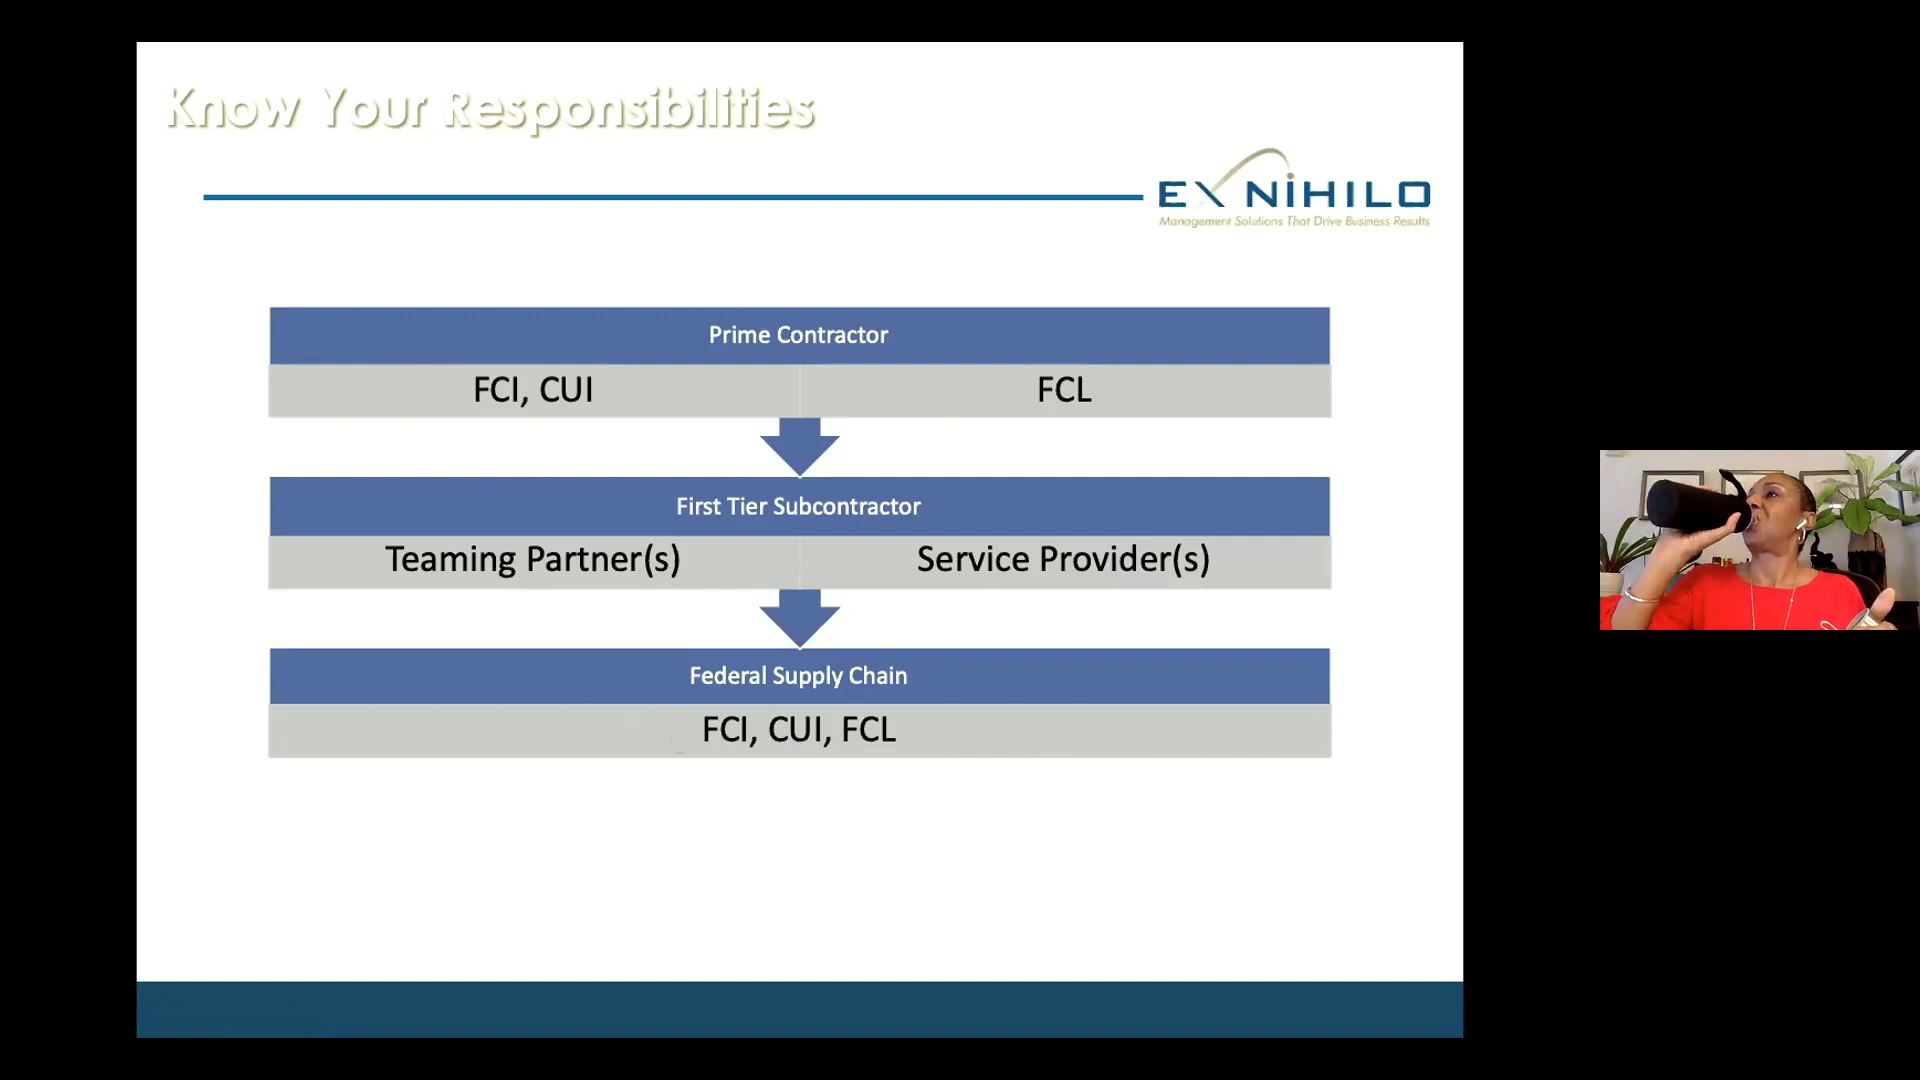 Know Your Responsibilities
EX NiHILO
Management Solutions That Drive Business Results
Prime Contractor
FCI, CUI
FCL
First Tier Subcontractor
Teaming Partner(s)
Service Provider(s)
Federal Supply Chain
FCI, CUI, FCL